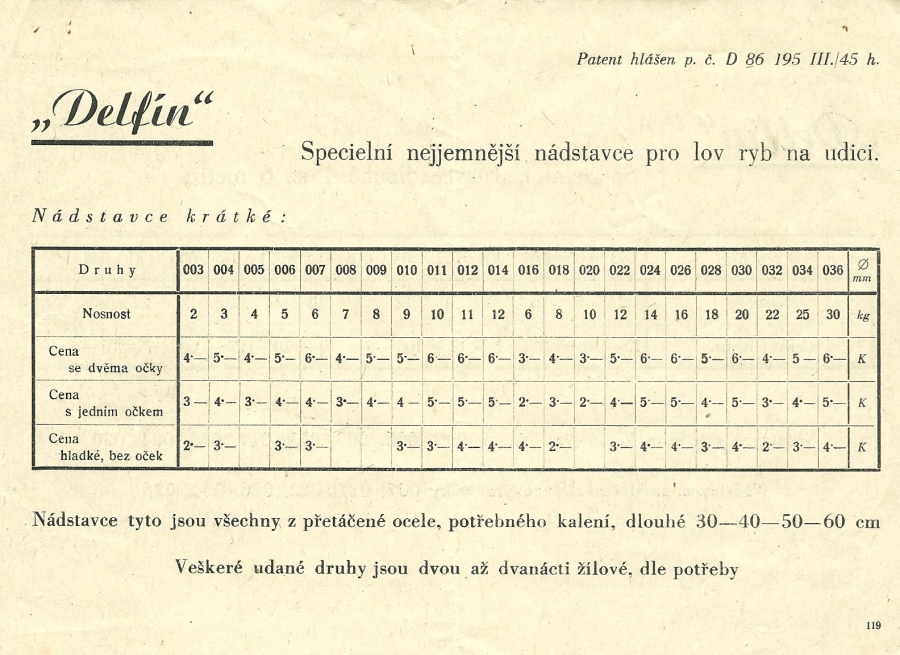 Patent hlášen p. č. D 86 195 III./45 h.
„Delfín“
Specielní nejjemnější nádstavce pro lov ryb na udici.
Nádstavce krátké:
Druhy 003 004 005 006 007 008 009 010 011 012 014 016 018 020 022 024 026 028 030 032 034 036 Ø mm
Nosnost 2 3 4 5 6 7 8 9 10 11 12 6 8 10 12 14 16 18 20 22 25 30 kg
Cena
se dvěma očky 4·— 5·— 4·— 5·— 6·— 4·— 5·— 5·— 6·— 6·— 6·— 3·— 4·— 3·— 5·— 6·— 6·— 5·— 6·— 4·— 5 — 6·— K
Cena
s jedním očkem 3 — 4·— 3·— 4·— 4·— 3·— 4·— 4 — 5·— 5·— 5·— 2·— 3·— 2·— 4·— 5·— 5·— 4·— 5·— 3·— 4·— 5·— K
Cena
hladké, bez oček 2·— 3·— 3·— 3·— 3·— 3·— 4·— 4·— 4·— 2·— 3·— 4·— 4·— 3·— 4·— 2·— 3·— 4·— K
Nádstavce tyto jsou všechny z přetáčené ocele, potřebného kalení, dlouhé 30—40—50—60 cm
Veškeré udané druhy jsou dvou až dvanácti žílové, dle potřeby
119